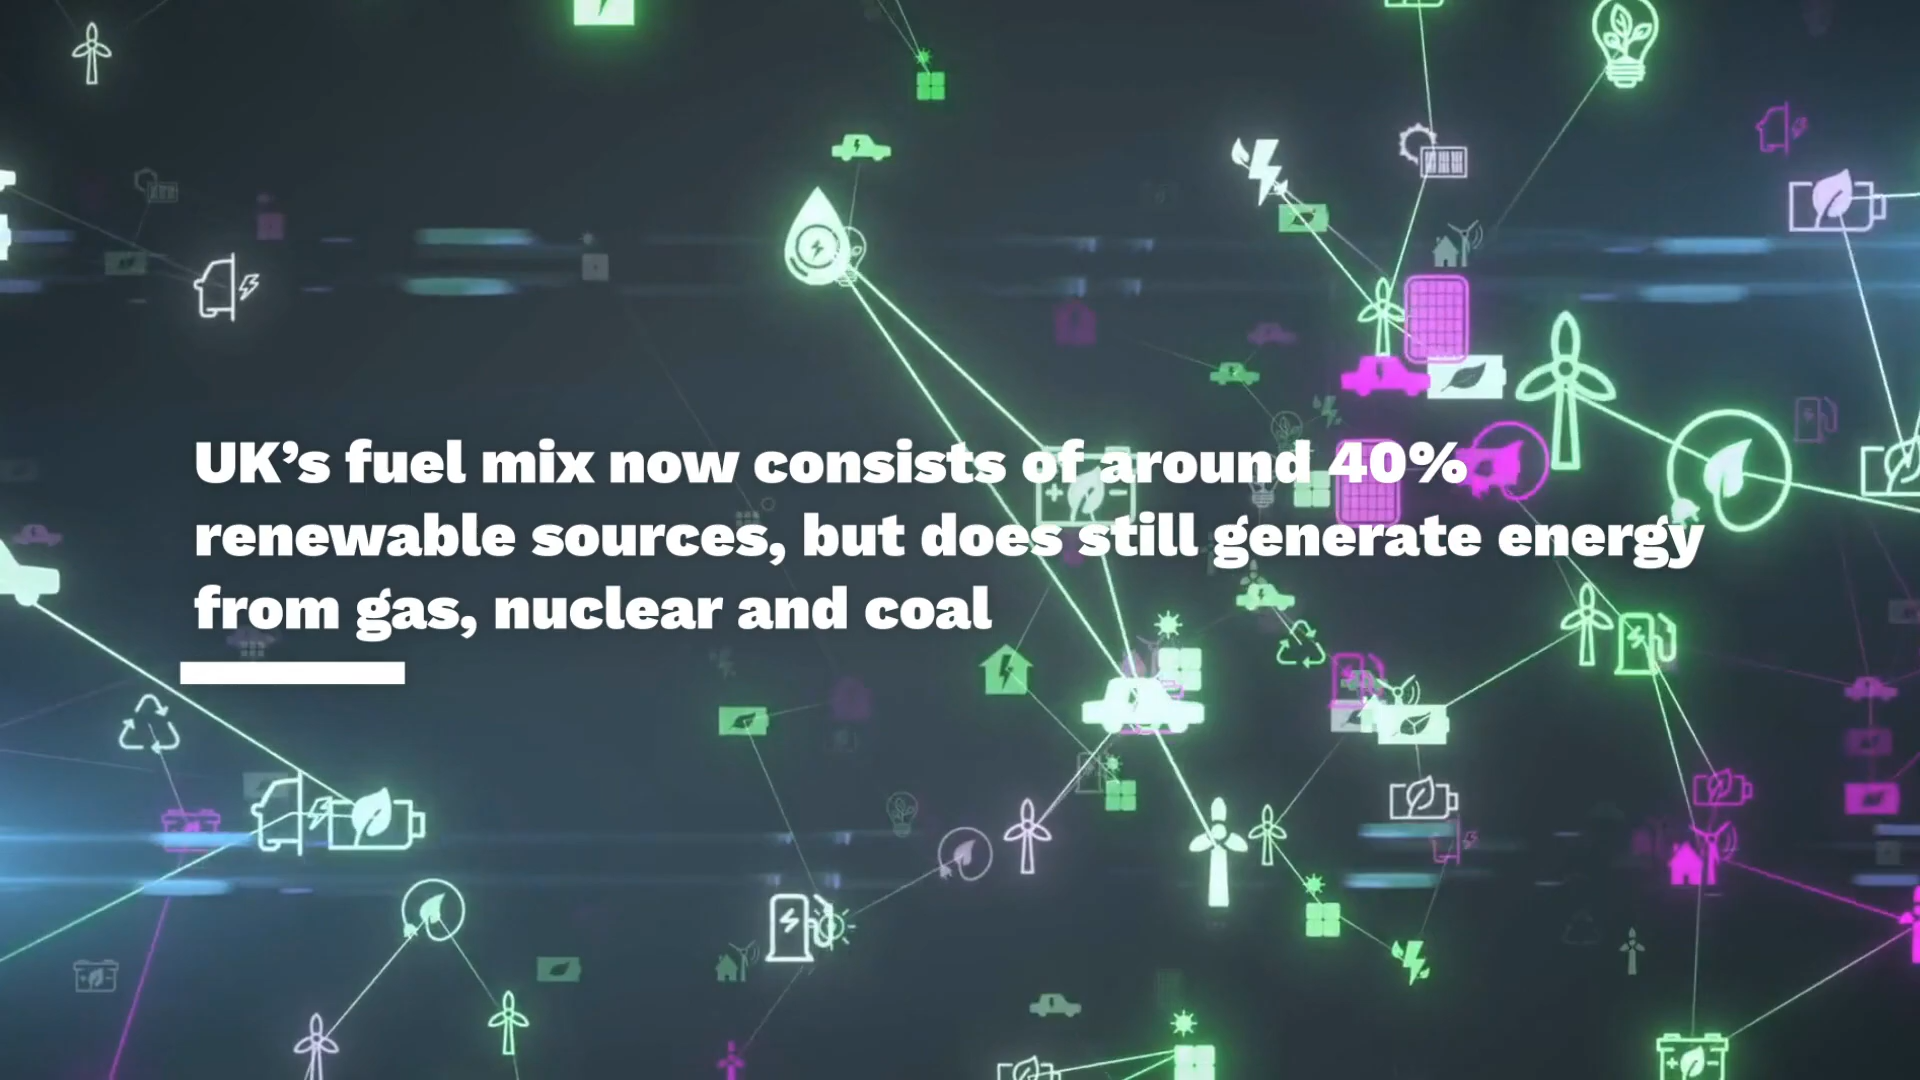 UK’s fuel mix now consists of around 40%
renewable sources, but does still generate energy
from gas, nuclear and coal